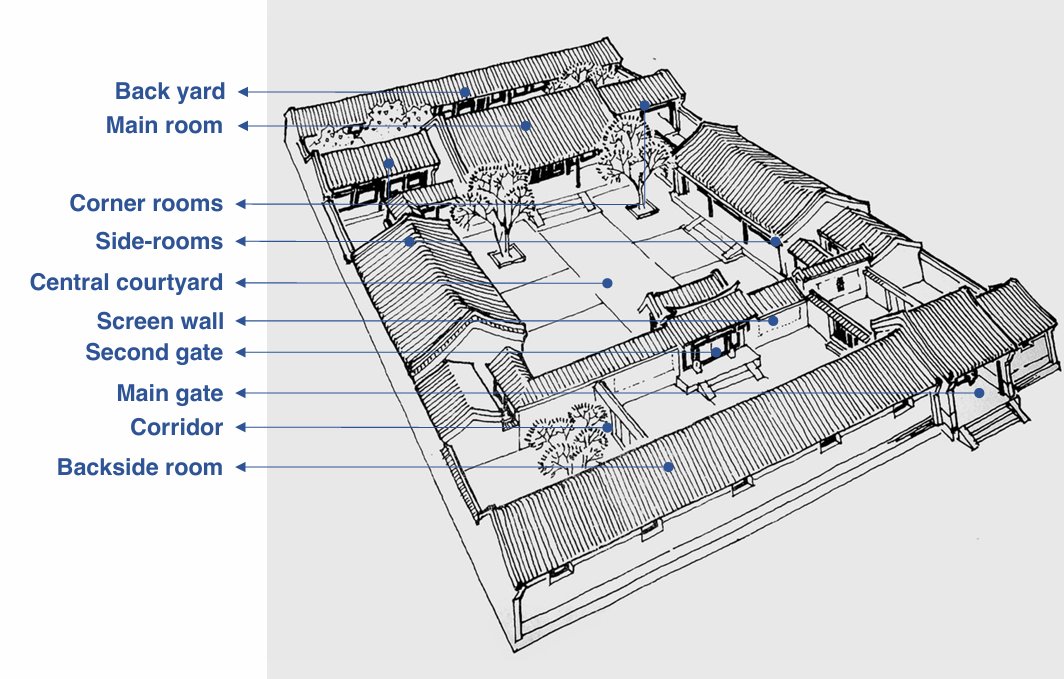 Back yard
Main room
Corner rooms
Side-rooms
Central courtyard
Screen wall
Second gate
Main gate
Corridor
Backside room